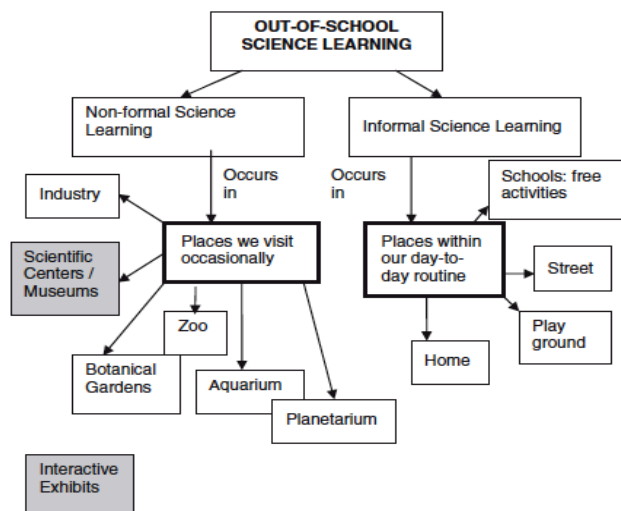 OUT-OF-SCHOOL
SCIENCE LEARNING
Non-formal Science
Learning
Informal Science Learning
Occurs
in
Occurs
in
Schools: free
activities
Industry
Places we visit
occasionally
Places within
our day-to-
day routine
Scientific
Centers /
Museums
Street
Zoo
Play
ground
Botanical
Gardens
Aquarium
Home
Planetarium
Interactive
Exhibits